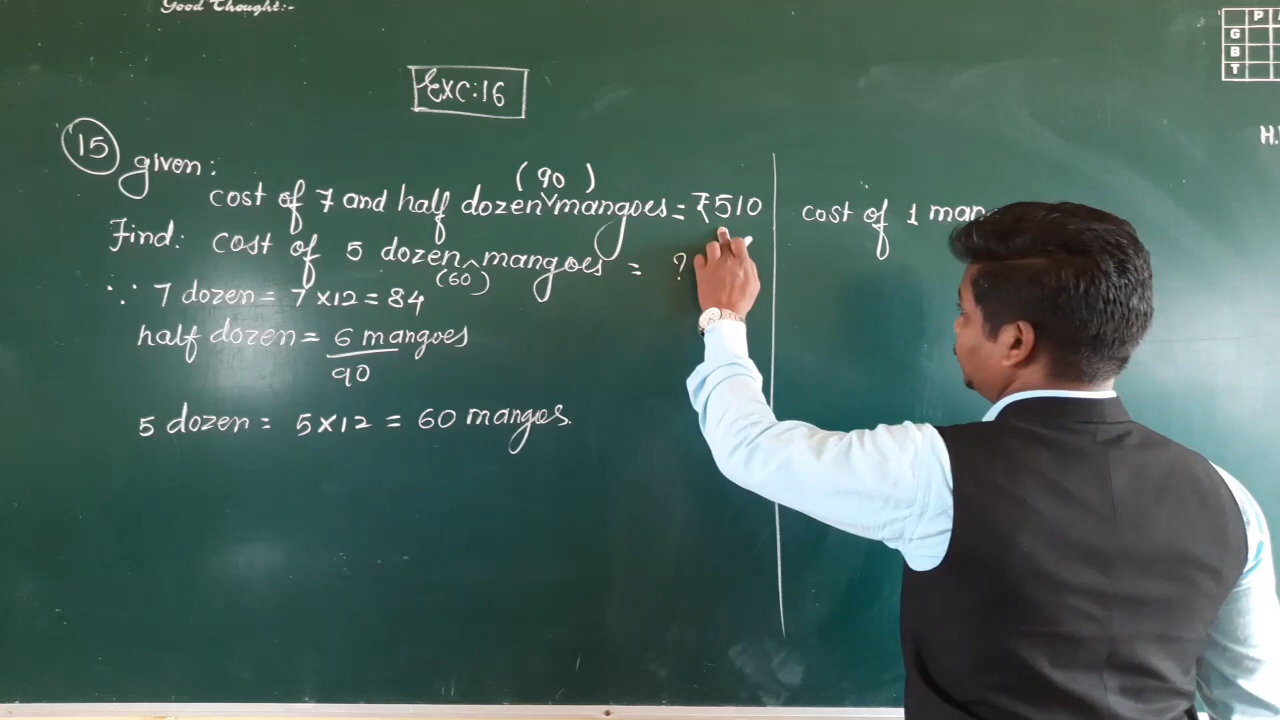 Good Thought:-
P
G
B
T
H.
Exc:16
15 given:
(90)
cost of 7 and half dozen mangoes = ₹510
Find: cost of 5 dozen mangoes = ?
(60)
∵ 7 dozen = 7 ×12 = 84
half dozen = 6 mangoes
90
5 dozen = 5×12 = 60 mangoes.
cost of 1